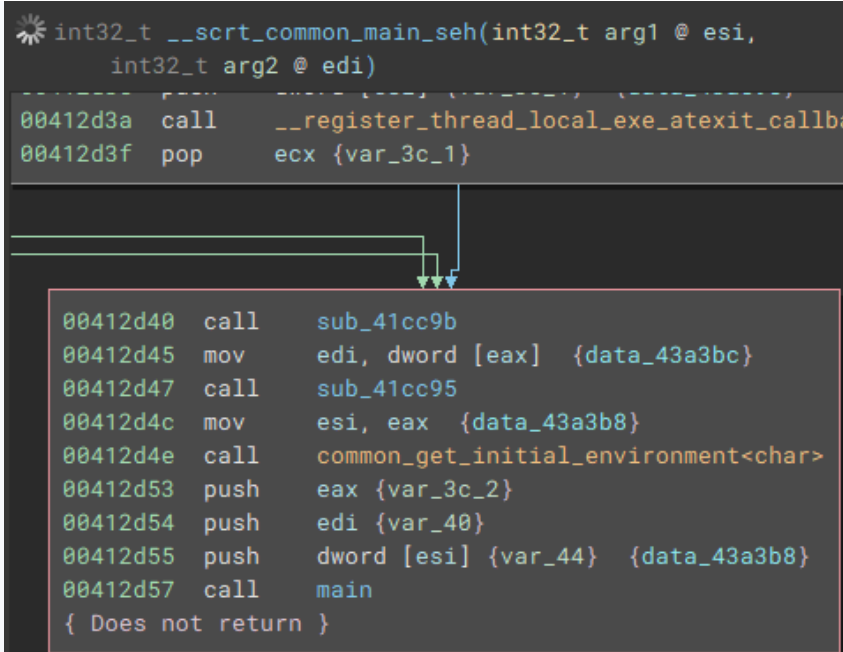 int32_t __scrt_common_main_seh(int32_t arg1 @ esi,
int32_t arg2 @ edi)
00412d3a call __register_thread_local_exe_atexit_callba
00412d3f pop ecx {var_3c_1}
00412d40 call sub_41cc9b
00412d45 mov edi, dword [eax] {data_43a3bc}
00412d47 call sub_41cc95
00412d4c mov esi, eax {data_43a3b8}
00412d4e call common_get_initial_environment<char>
00412d53 push eax {var_3c_2}
00412d54 push edi {var_40}
00412d55 push dword [esi] {var_44} {data_43a3b8}
00412d57 call main
{ Does not return }